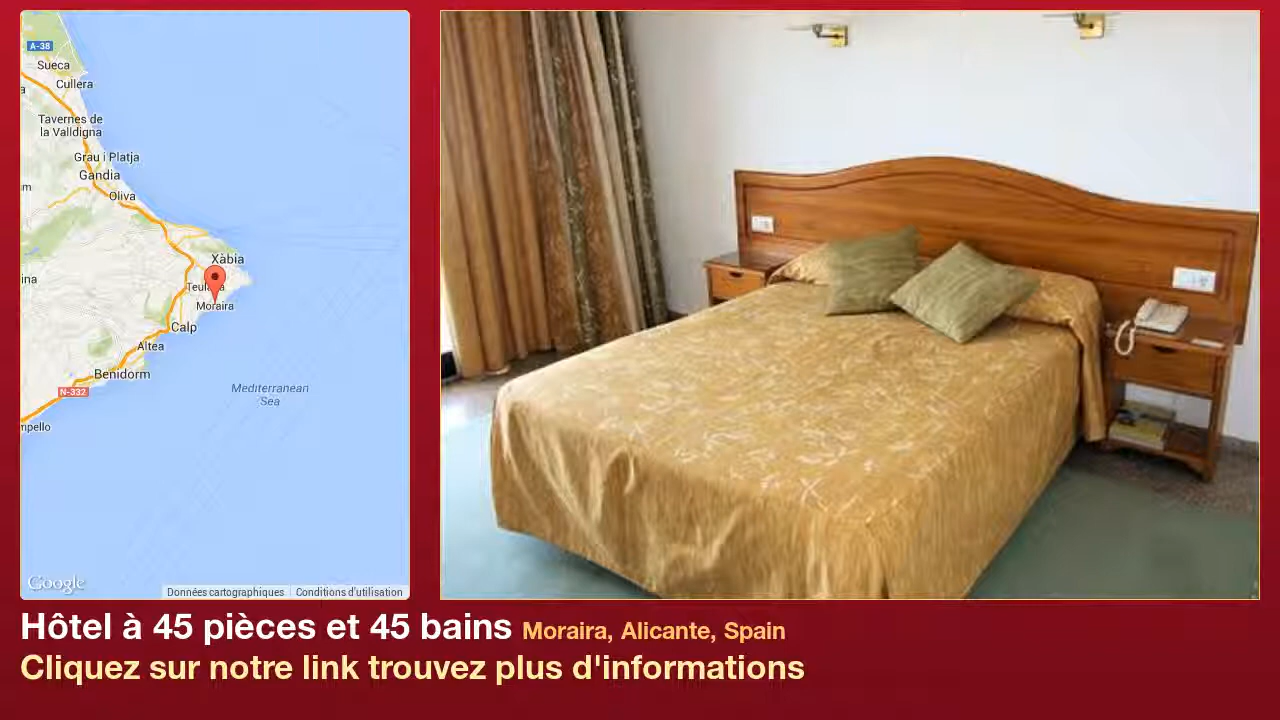 A-38
Sueca
Cullera
Tavernes de
la Valldigna
Grau i Platja
Gandia
Oliva
Xàbia
Moraira
Calp
Altea
Benidorm
N-332
Mediterranean
Sea
Google
Données cartographiques
Conditions d'utilisation
Hôtel à 45 pièces et 45 bains Moraira, Alicante, Spain
Cliquez sur notre link trouvez plus d'informations